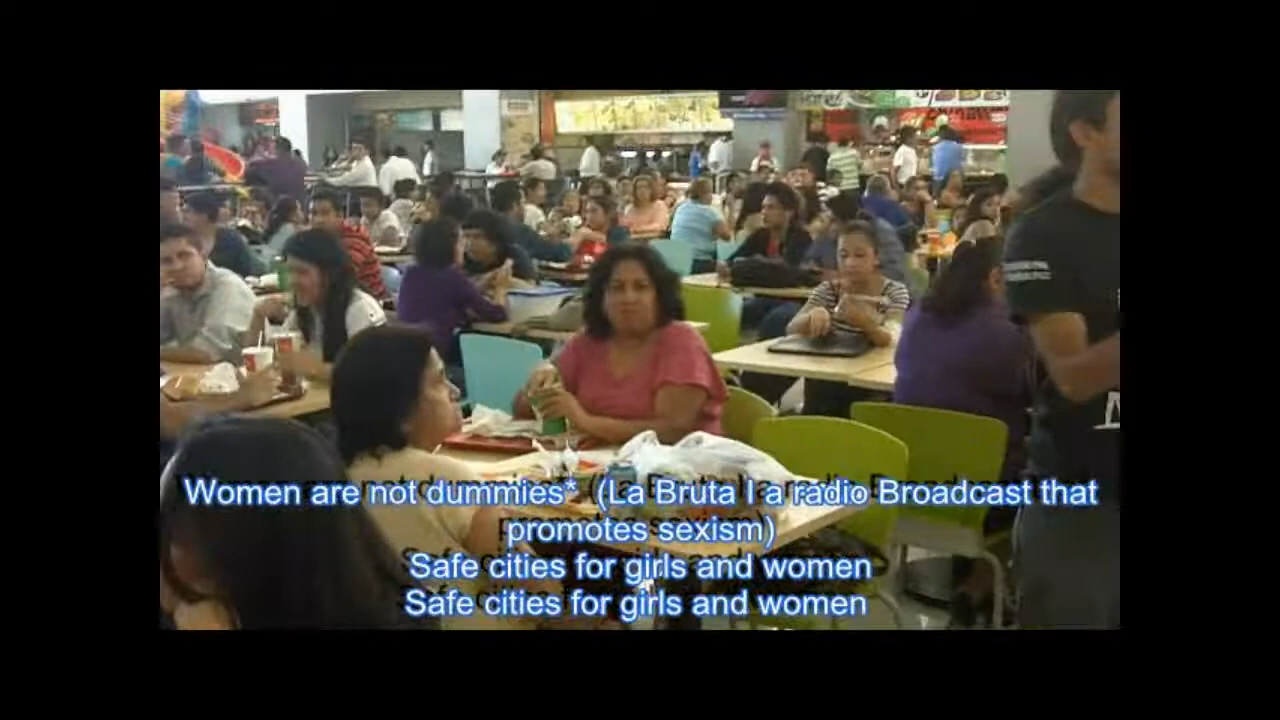 Women are not dummies* (La Bruta I a radio Broadcast that
promotes sexism)
Safe cities for girls and women
Safe cities for girls and women